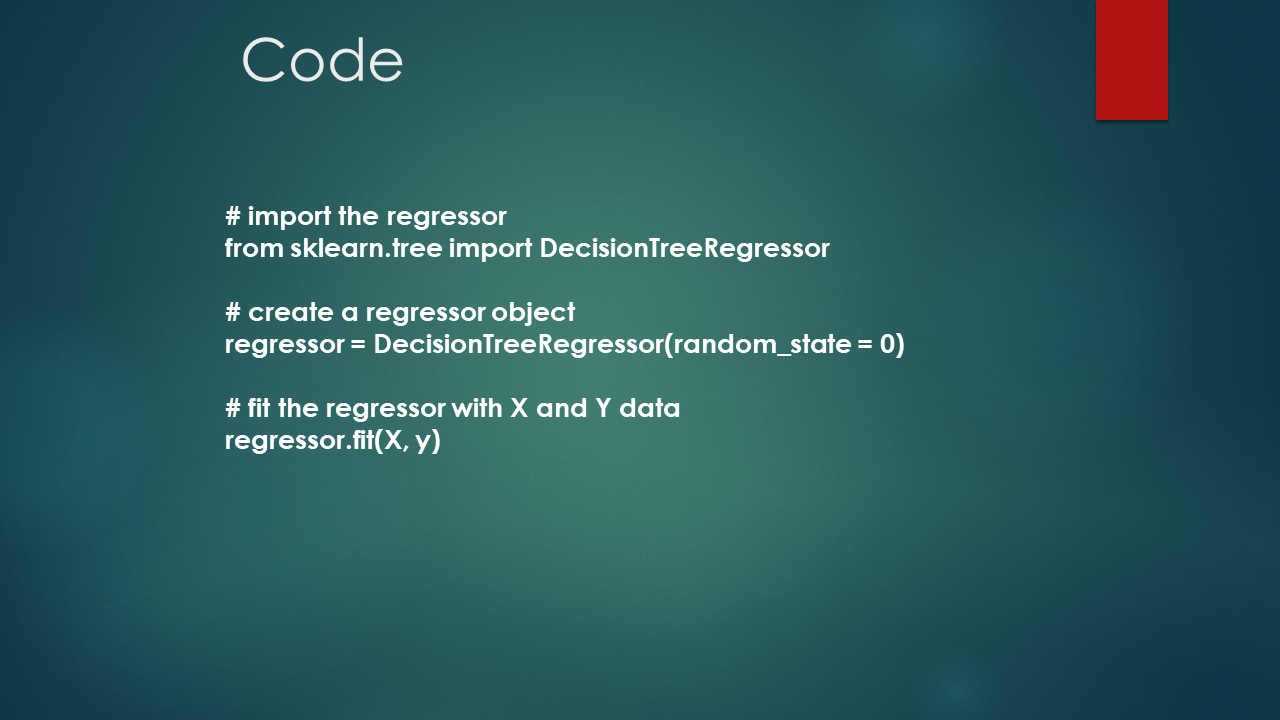 Code
# import the regressor
from sklearn.tree import DecisionTreeRegressor
# create a regressor object
regressor = DecisionTreeRegressor(random_state = 0)
# fit the regressor with X and Y data
regressor.fit(X, y)